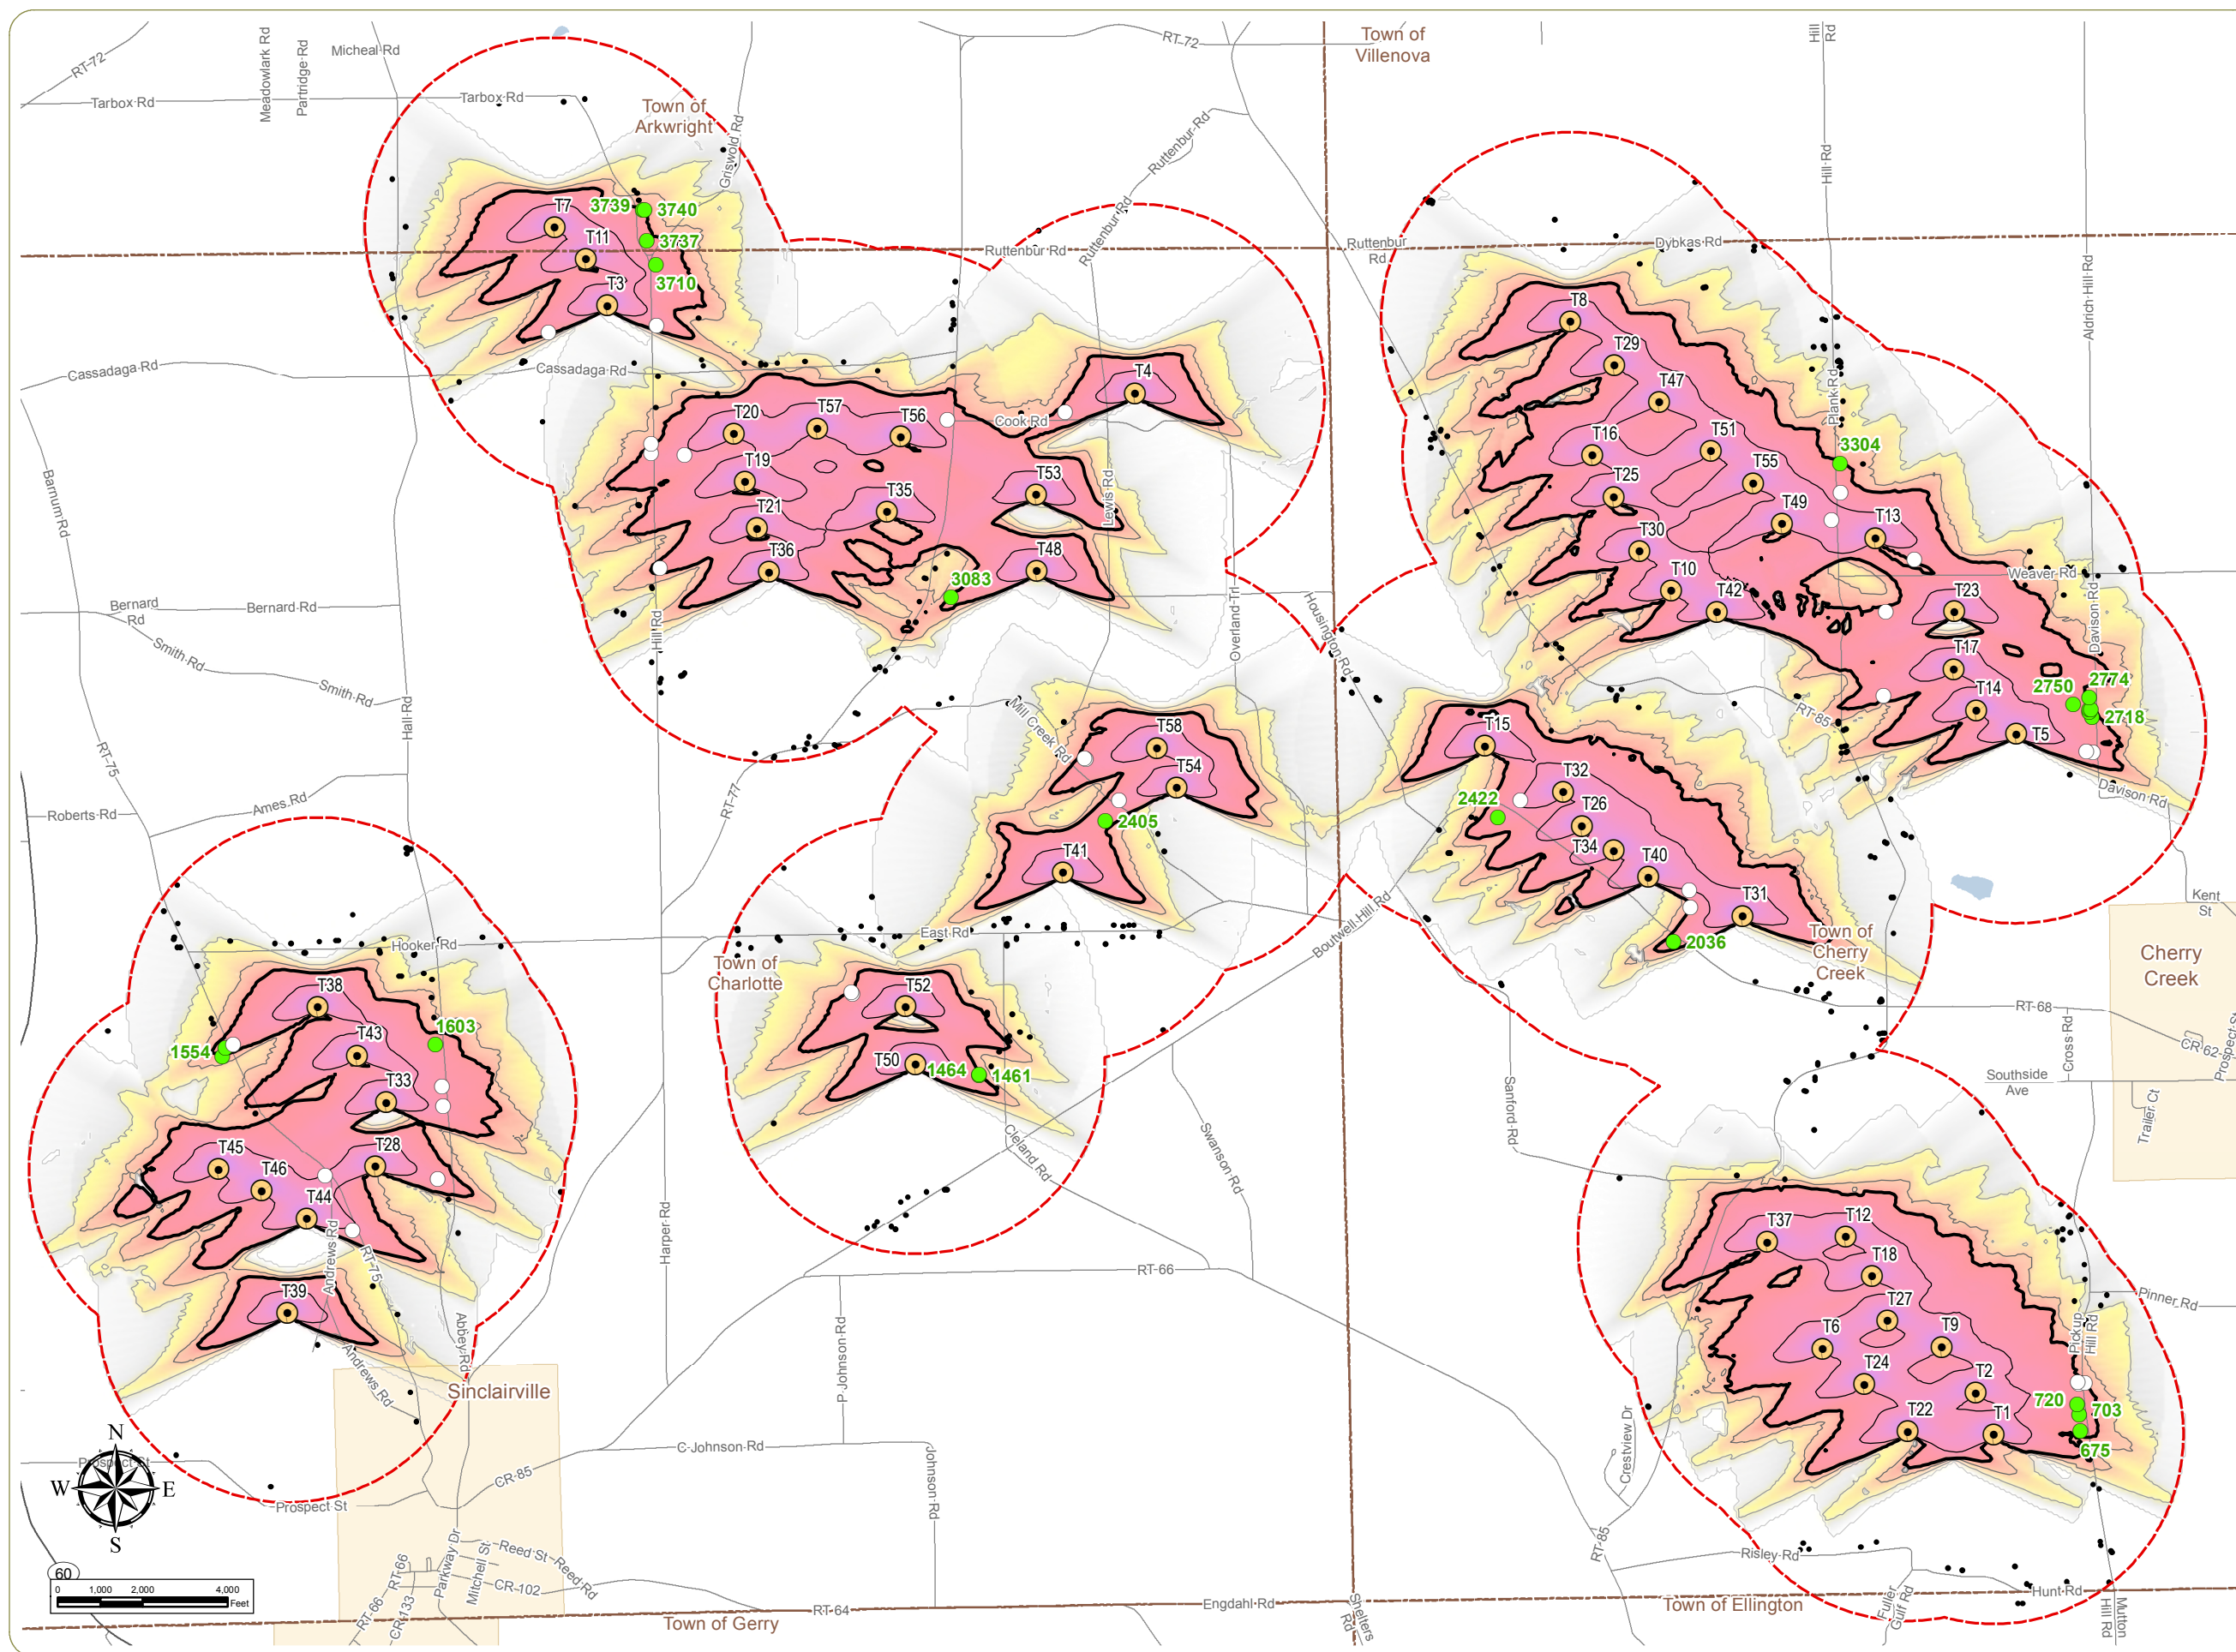 RT-72
Meadowlark Rd
Partridge Rd
Micheal Rd
Tarbox Rd
Tarbox Rd
Town of
Arkwright
Griswold Rd
RT-72
Town of
Villenova
Hill
Rd
Hill Rd
Ruttenbur Rd
Ruttenbur Rd
Ruttenbur Rd
Ruttenbur
Rd
Dybkas Rd
Aldrich Hill Rd
T7
T11
T3
3739
3740
3737
3710
Cassadaga Rd
Cassadaga Rd
T4
Cook Rd
T20
T57
T56
T19
T21
T35
T36
T53
T48
3083
Lewis Rd
Overland Trl
Housington Rd
T8
T29
T47
T16
T51
T25
T55
T49
T30
T13
T10
T42
T23
T17
T14
T5
Plank Rd
3304
Weaver Rd
Davison Rd
2750
2774
2718
Davison Rd
RT-85
Barnum Rd
Bernard
Rd
Bernard Rd
Smith Rd
Smith Rd
Hall Rd
Hill Rd
RT-75
Roberts Rd
Ames Rd
RT-77
Mill Creek Rd
T58
T54
T41
2405
T15
T32
T26
T34
T40
T31
2422
2036
Boutwell Hill Rd
Town of
Cherry
Creek
Kent
St
Cherry
Creek
RT-68
Cross Rd
CR-62
Prospect St
Southside
Ave
Trailer Ct
Hooker Rd
East Rd
Town of
Charlotte
T52
T50
1464
1461
Cleland Rd
Swanson Rd
Sanford Rd
T38
T43
T33
T28
T45
T46
T44
T39
1554
1603
Andrews Rd
RT-75
Abbey Rd
Andrews Rd
Harper Rd
RT-66
P Johnson Rd
C Johnson Rd
Johnson Rd
Sinclairville
CR-85
Prospect St
Prospect St
N
W
E
S
60
0
1,000
2,000
4,000
Feet
Parkway Dr
Mitchell St
Reed St
Reed Rd
CR-102
RT-66
RT-66
CR-133
RT-64
Town of Gerry
Engdahl Rd
Shelters
Rd
T37
T12
T18
T27
T6
T9
T24
T2
T22
T1
720
703
675
Pickup
Hill Rd
Pinner Rd
Crestview Dr
RT-85
Risley Rd
Fuller
Gulf Rd
Hunt Rd
Mutton
Hill Rd
Town of Ellington